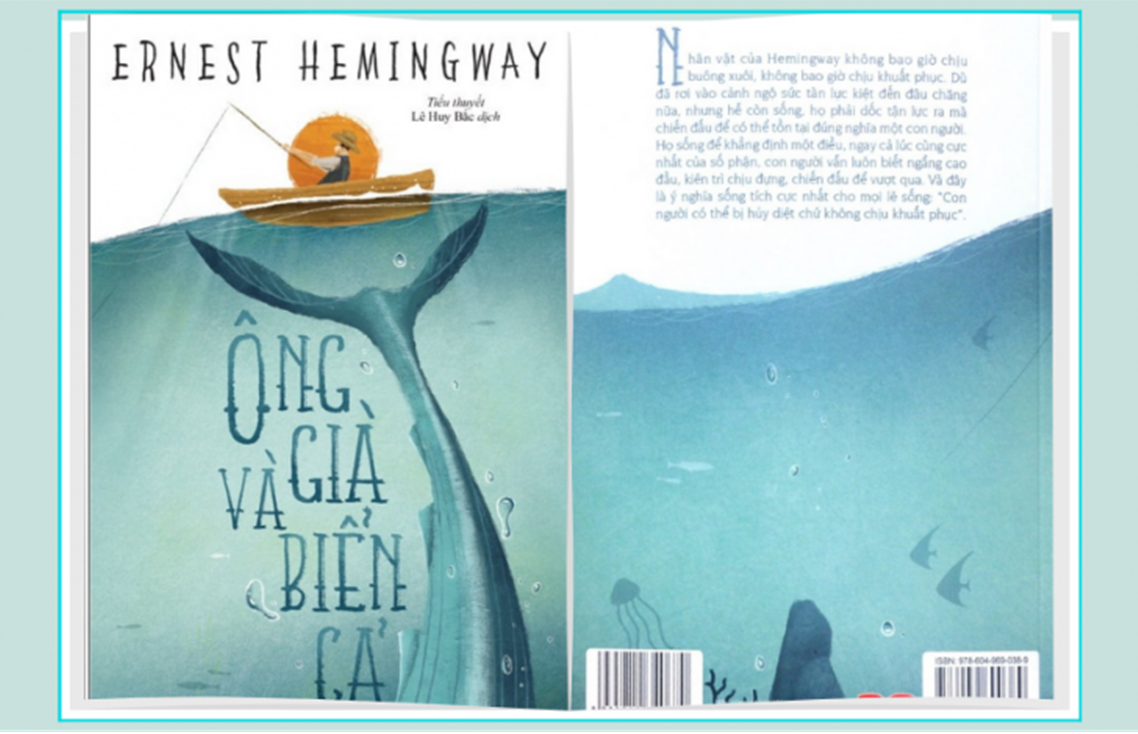 ERNEST HEMINGWAY
Tiểu thuyết
Lê Huy Bắc dịch
ÔNG
GIÀ
VÀ
BIỂN
CẢ
Nhân vật của Hemingway không bao giờ chịu
buông xuôi, không bao giờ chịu khuất phục. Dù
đã rơi vào cảnh ngộ sức tàn lực kiệt đến đâu chăng
nữa, nhưng hễ còn sống, họ phải dốc tận lực ra mà
chiến đấu để có thể tồn tại đúng nghĩa một con người.
Họ sống để khẳng định một điều, ngay cả lúc cùng cực
nhất của số phận, con người vẫn luôn biết ngẩng cao
đầu, kiên trì chịu đựng, chiến đấu để vượt qua. Và đây
là ý nghĩa sống tích cực nhất cho mọi lẽ sống: "Con
người có thể bị hủy diệt chứ không chịu khuất phục".
ISBN: 978-604-969-038-9